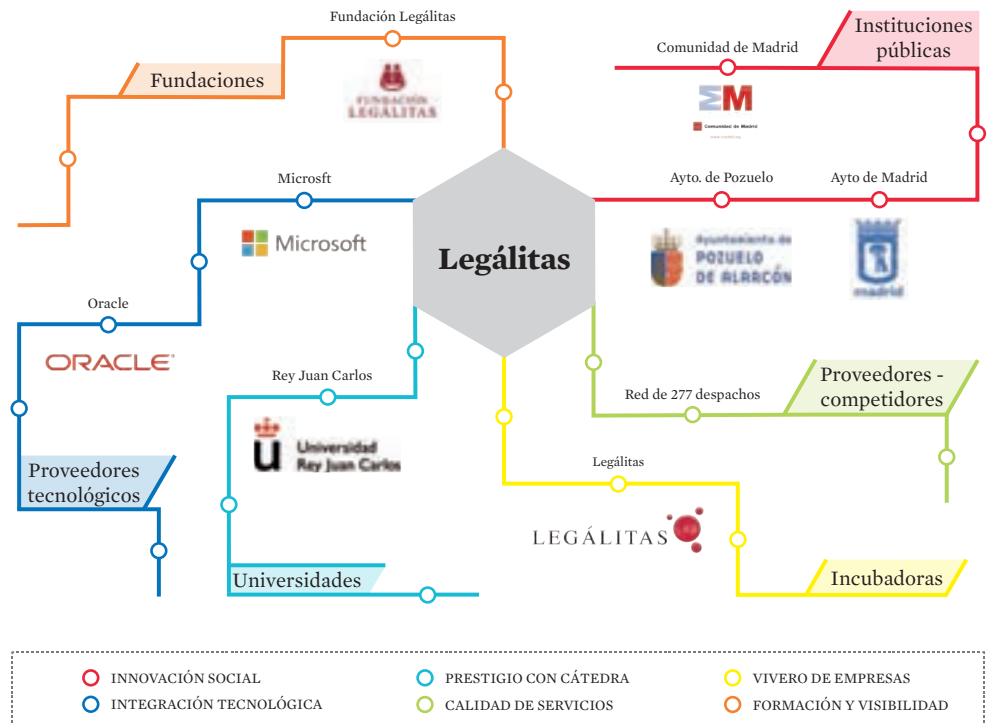 Fundación Legálitas
Fundaciones
FUNDACIÓN
LEGÁLITAS
Comunidad de Madrid
Instituciones
públicas
Comunidad de Madrid
Microsft
Microsoft
Ayto. de Pozuelo
Ayto de Madrid
Ayuntamiento de
POZUELO
DE ALARCÓN
madrid
Legálitas
Oracle
ORACLE
Rey Juan Carlos
Universidad
Rey Juan Carlos
Red de 277 despachos
Proveedores -
competidores
Proveedores
tecnológicos
Legálitas
LEGÁLITAS
Universidades
Incubadoras
INNOVACIÓN SOCIAL
PRESTIGIO CON CÁTEDRA
VIVERO DE EMPRESAS
INTEGRACIÓN TECNOLÓGICA
CALIDAD DE SERVICIOS
FORMACIÓN Y VISIBILIDAD